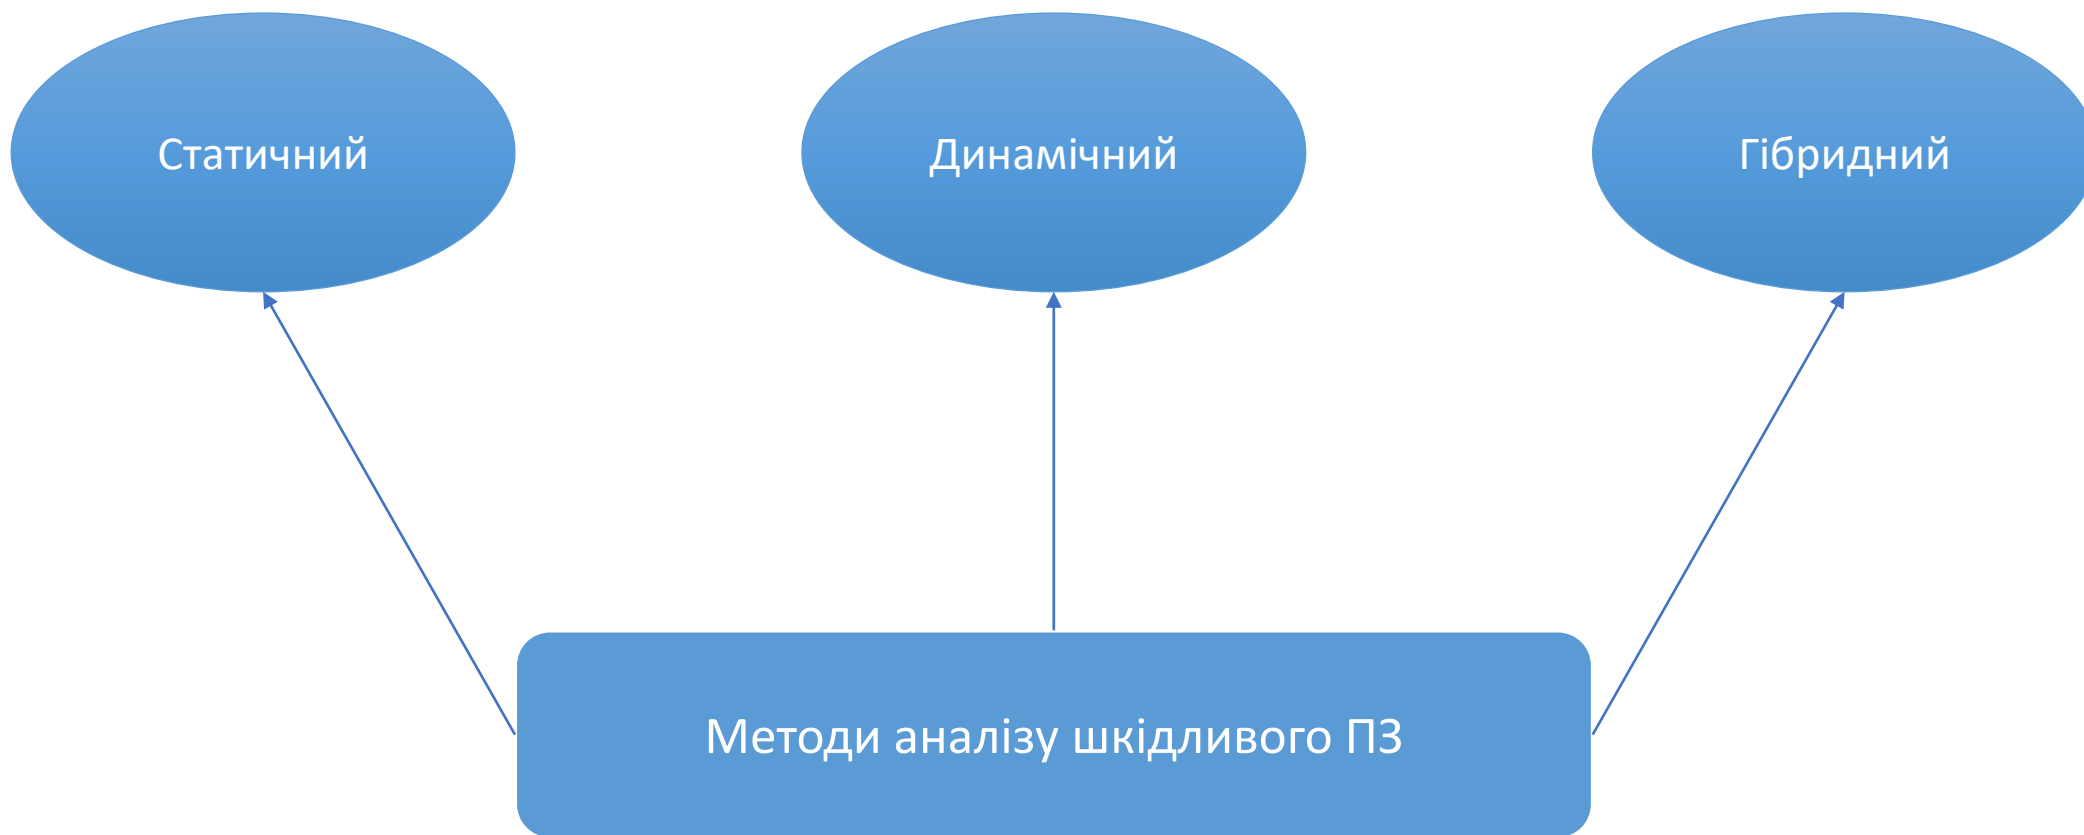 Статичний
Динамічний
Гібридний
Методи аналізу шкідливого ПЗ